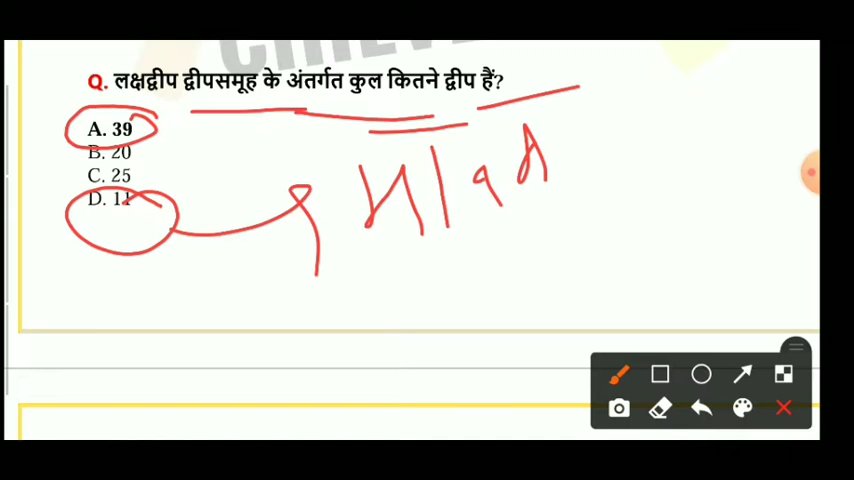 Q. लक्षद्वीप द्वीपसमूह के अंतर्गत कुल कितने द्वीप हैं?
A. 39
B. 20
C. 25
D. 11